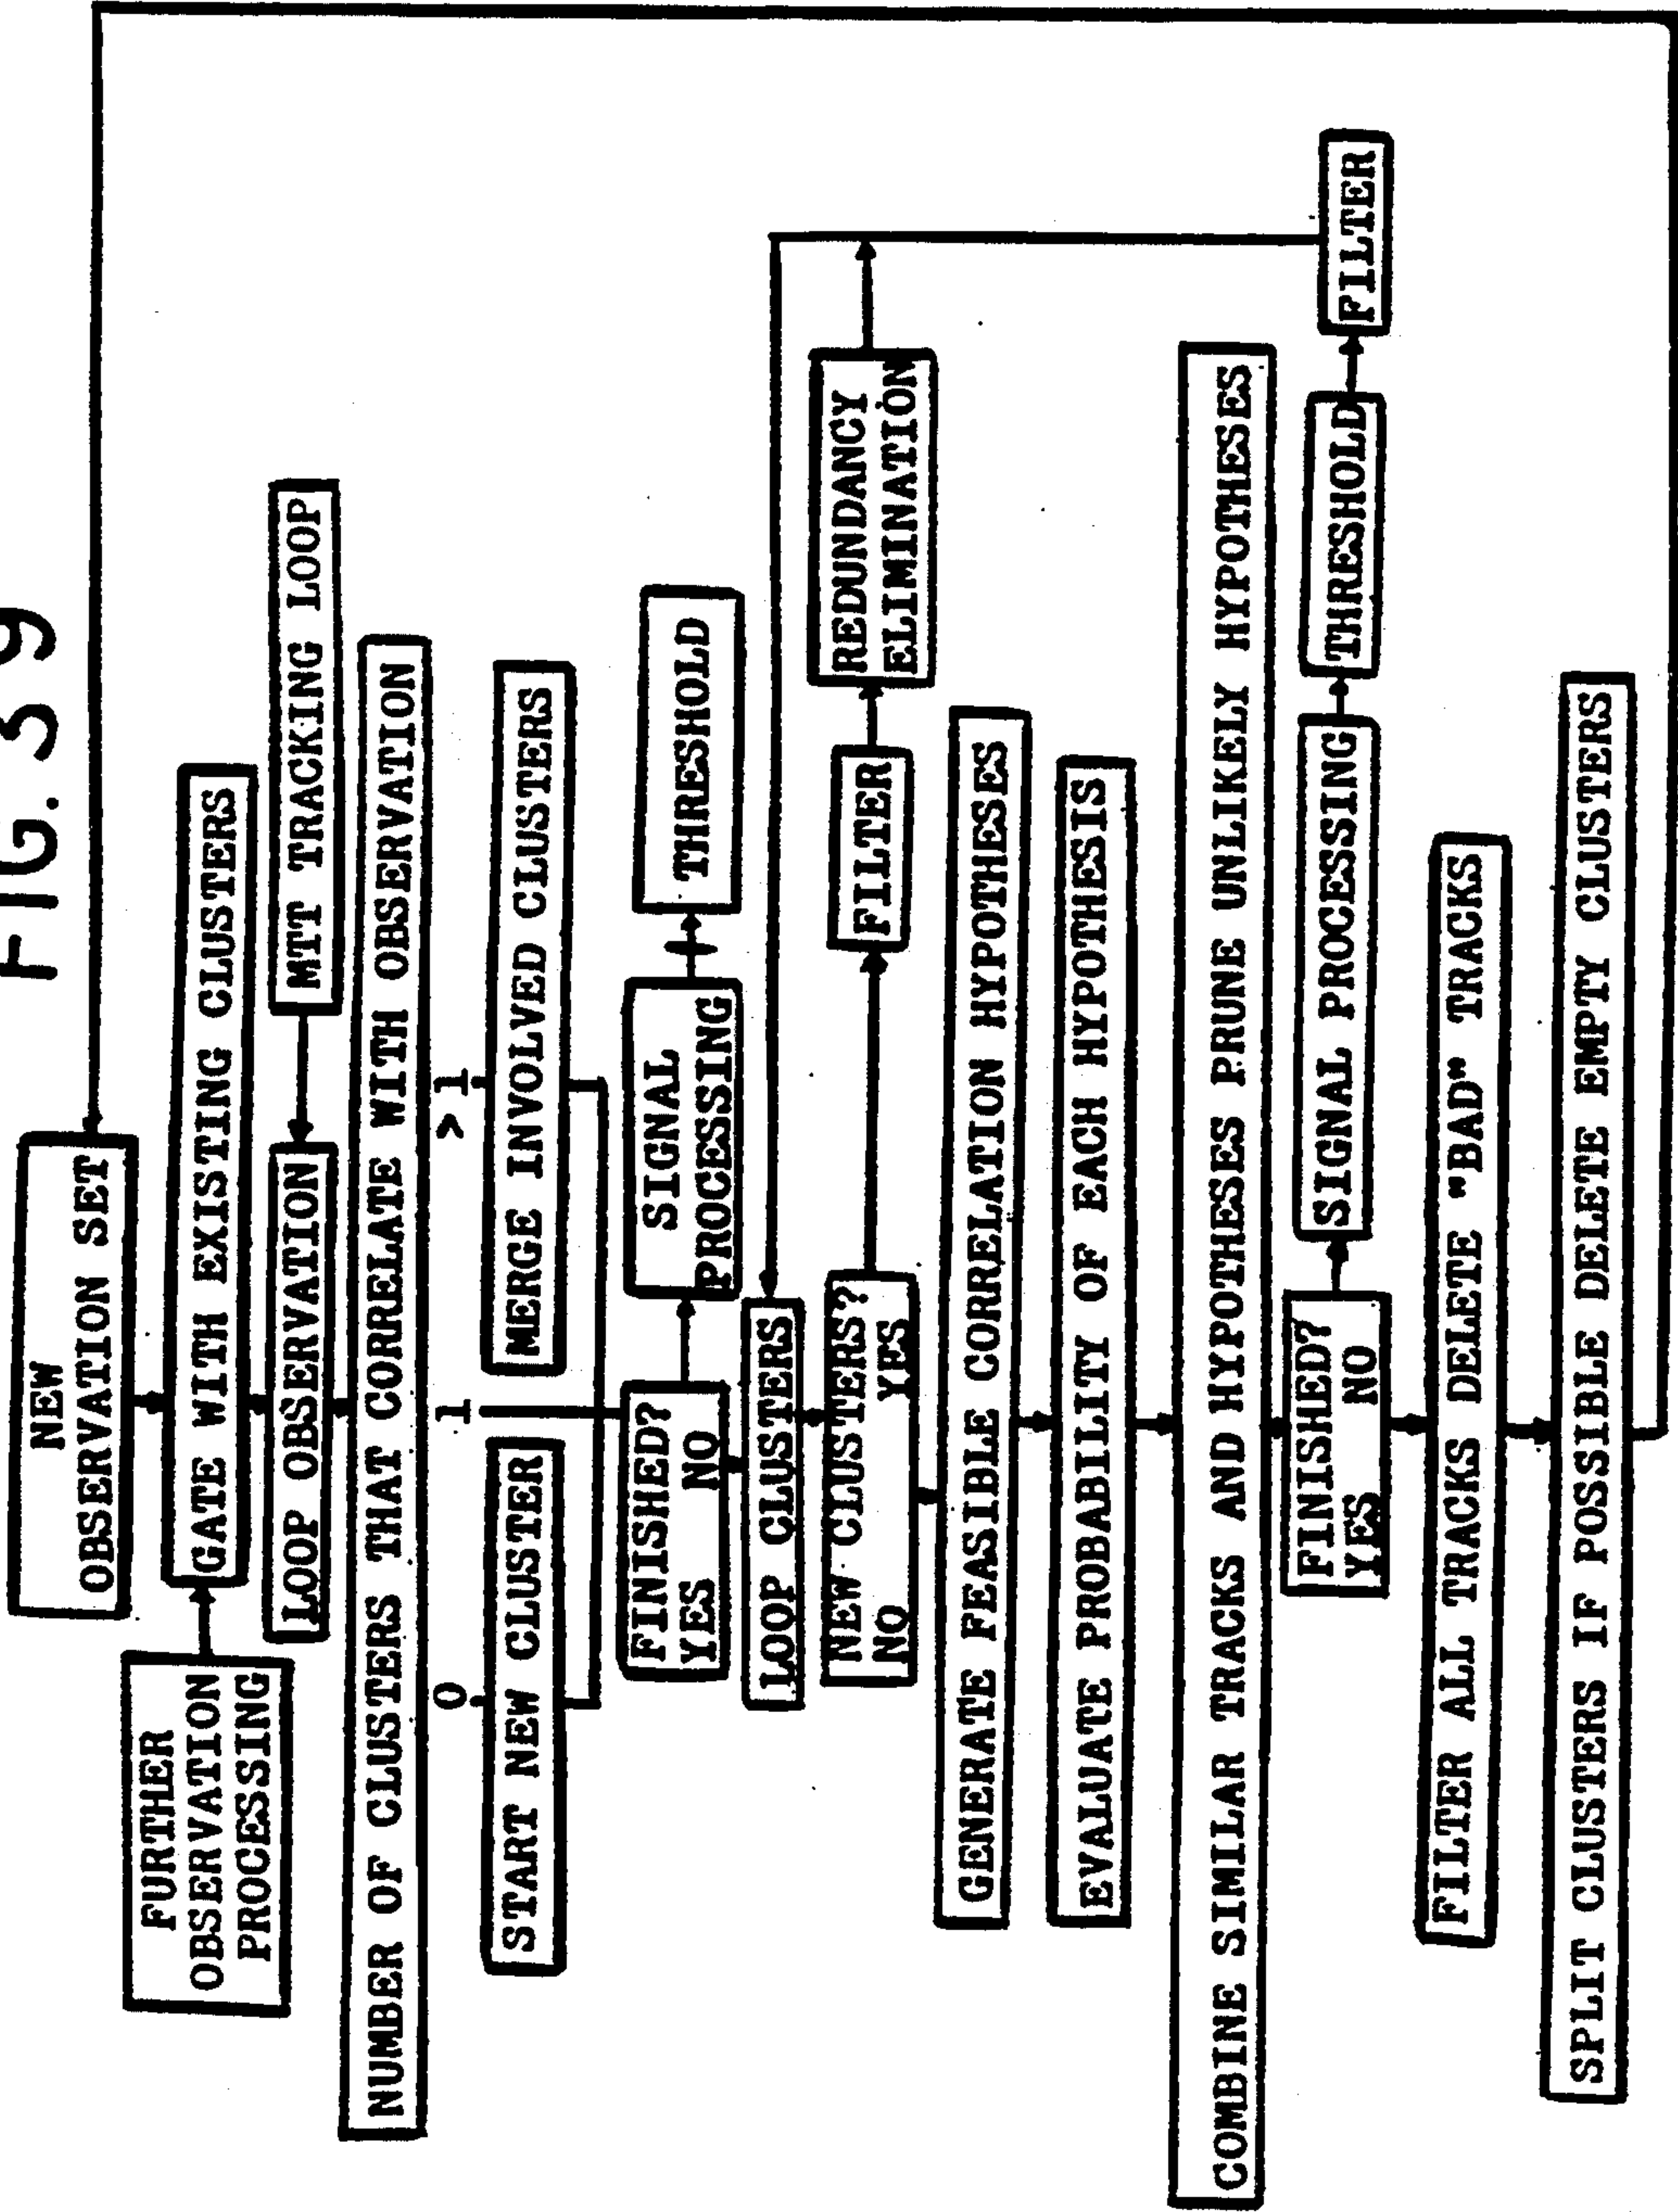 FIG. 39
NEW
OBSERVATION SET
FURTHER
OBSERVATION
PROCESSING
GATE WITH EXISTING CLUSTERS
LOOP OBSERVATION
MTT TRACKING LOOP
NUMBER OF CLUSTERS THAT CORRELATE WITH OBSERVATION
0
1
>1
START NEW CLUSTER
MERGE INVOLVED CLUSTERS
FINISHED?
YES NO
SIGNAL
PROCESSING
THRESHOLD
LOOP CLUSTERS
NEW CLUSTERS?
NO YES
FILTER
REDUNDANCY
ELIMINATION
GENERATE FEASIBLE CORRELATION HYPOTHESES
EVALUATE PROBABILITY OF EACH HYPOTHESIS
COMBINE SIMILAR TRACKS AND HYPOTHESES PRUNE UNLIKELY HYPOTHESES
FINISHED?
YES NO
SIGNAL PROCESSING
THRESHOLD
FILTER
FILTER ALL TRACKS DELETE "BAD" TRACKS
SPLIT CLUSTERS IF POSSIBLE DELETE EMPTY CLUSTERS